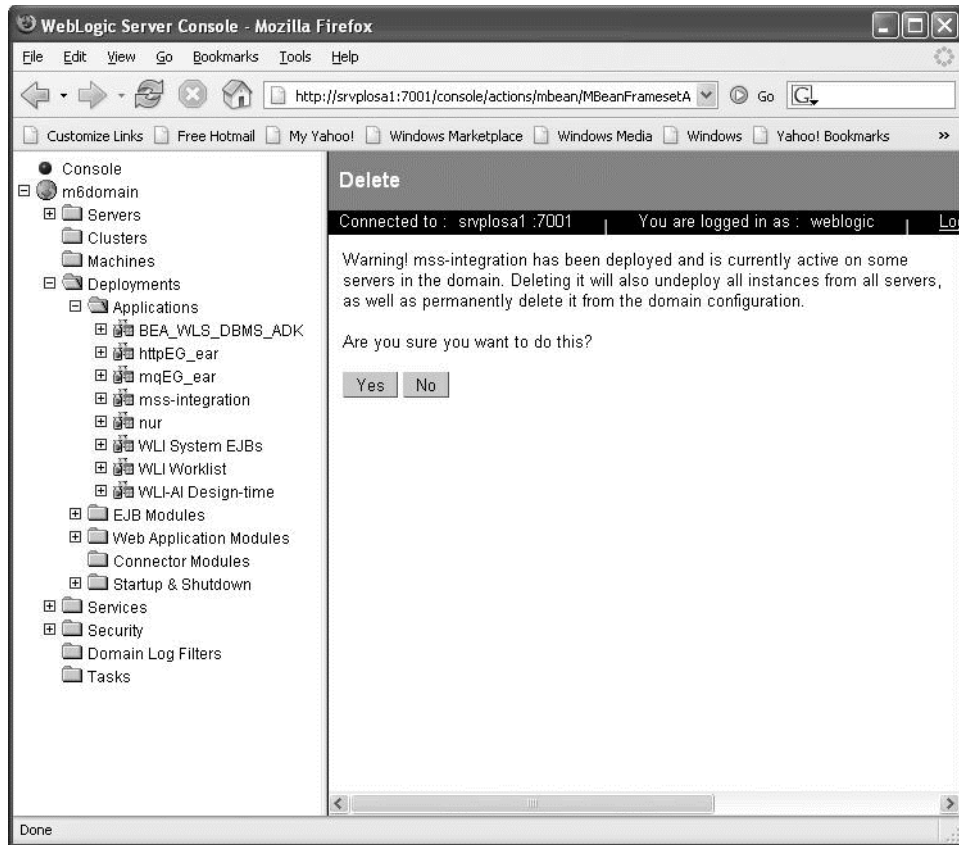 WebLogic Server Console - Mozilla Firefox
File Edit View Go Bookmarks Tools Help
http://srvplosa1:7001/console/actions/mbean/MBeanFramesetA Go G
Customize Links Free Hotmail My Yahoo! Windows Marketplace Windows Media Windows Yahoo! Bookmarks »
Console
m6domain
Servers
Clusters
Machines
Deployments
Applications
BEA_WLS_DBMS_ADK
httpEG_ear
mqEG_ear
mss-integration
nur
WLI System EJBs
WLI Worklist
WLI-AI Design-time
EJB Modules
Web Application Modules
Connector Modules
Startup & Shutdown
Services
Security
Domain Log Filters
Tasks
Delete
Connected to : srvplosa1 :7001 | You are logged in as : weblogic | Lo
Warning! mss-integration has been deployed and is currently active on some
servers in the domain. Deleting it will also undeploy all instances from all servers,
as well as permanently delete it from the domain configuration.
Are you sure you want to do this?
Yes No
Done